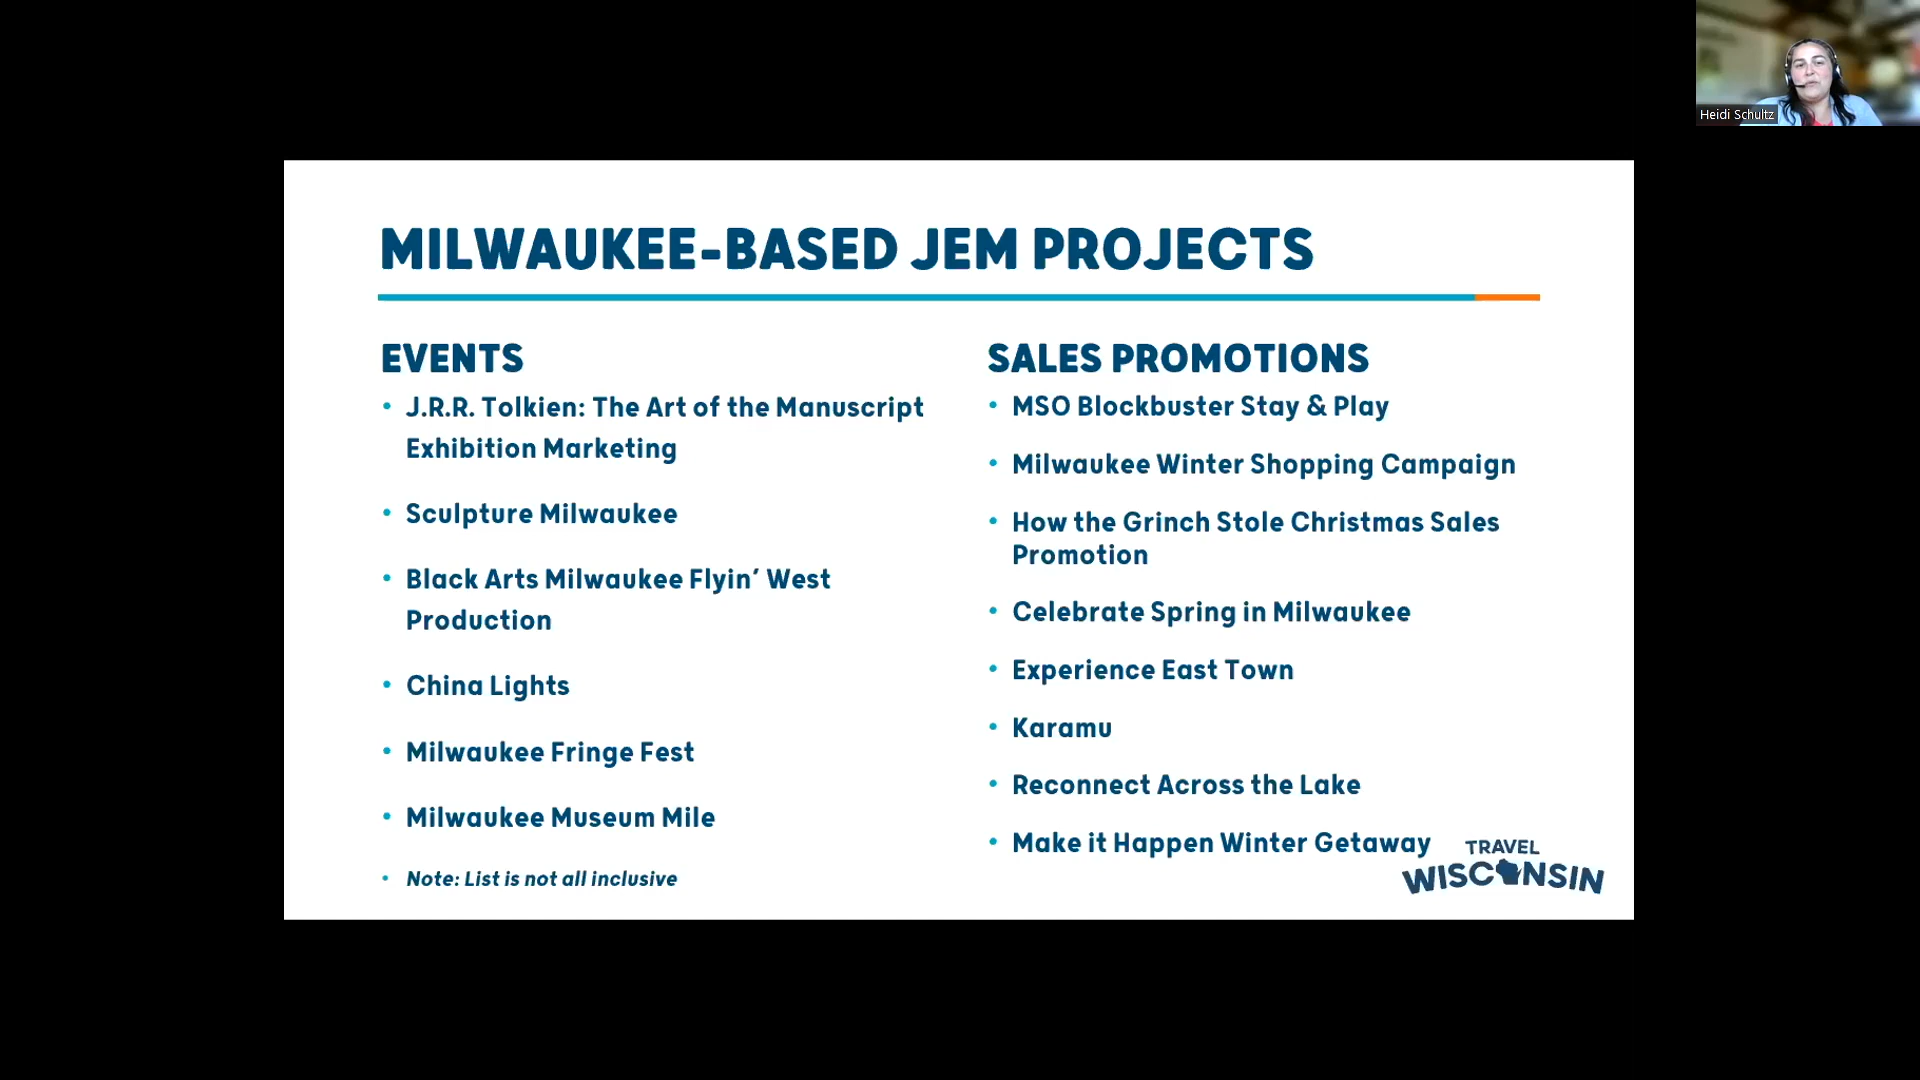 Heidi Schultz
MILWAUKEE-BASED JEM PROJECTS
EVENTS
• J.R.R. Tolkien: The Art of the Manuscript
Exhibition Marketing
• Sculpture Milwaukee
• Black Arts Milwaukee Flyin’ West
Production
• China Lights
• Milwaukee Fringe Fest
• Milwaukee Museum Mile
• Note: List is not all inclusive
SALES PROMOTIONS
• MSO Blockbuster Stay & Play
• Milwaukee Winter Shopping Campaign
• How the Grinch Stole Christmas Sales
Promotion
• Celebrate Spring in Milwaukee
• Experience East Town
• Karamu
• Reconnect Across the Lake
• Make it Happen Winter Getaway
TRAVEL
WISCONSIN